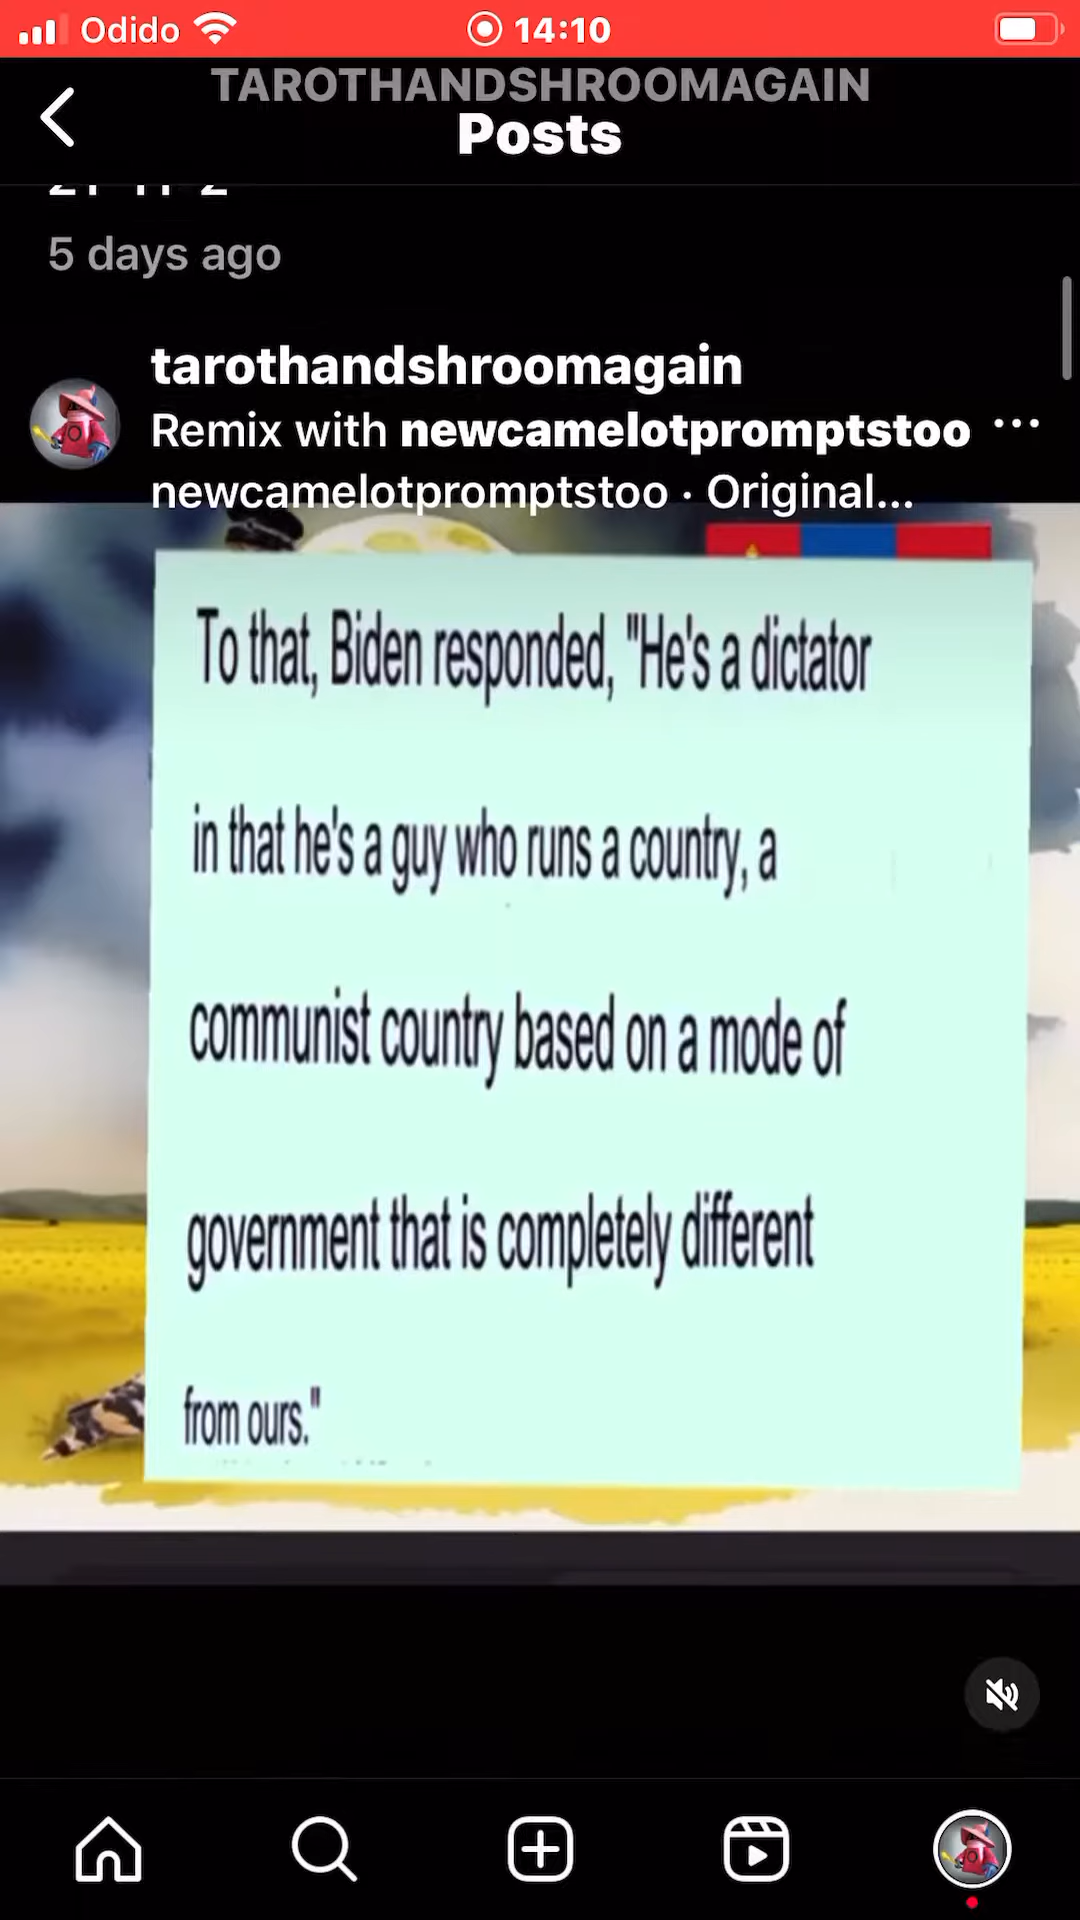 Odido 14:10
TAROTHANDSHROOMAGAIN
Posts
5 days ago
tarothandshroomagain
Remix with newcamelotpromptstoo
newcamelotpromptstoo · Original...
To that, Biden responded, "He's a dictator
in that he's a guy who runs a country, a
communist country based on a mode of
government that is completely different
from ours."